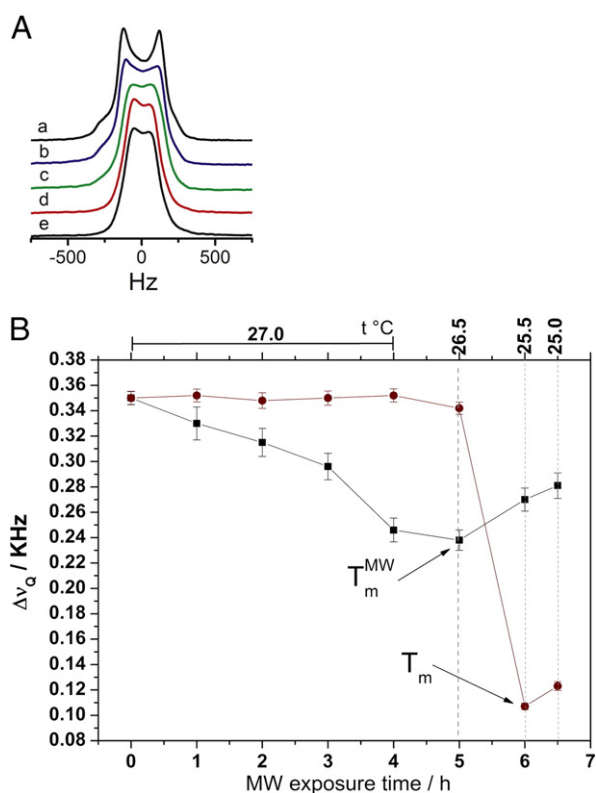 A
a
b
c
d
e
-500 0 500
Hz
B
27.0 t °C 26.5 25.5 25.0
0.38
0.36
0.34
0.32
0.30
0.28
0.26
0.24
0.22
0.20
0.18
0.16
0.14
0.12
0.10
0.08
Δν_Q / KHz
T_m^MW
T_m
0 1 2 3 4 5 6 7
MW exposure time / h